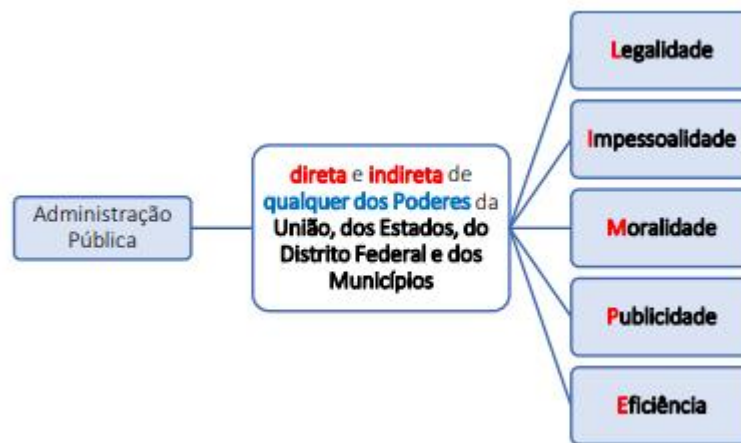 Administração
Pública
direta e indireta de
qualquer dos Poderes da
União, dos Estados, do
Distrito Federal e dos
Municípios
Legalidade
Impessoalidade
Moralidade
Publicidade
Eficiência